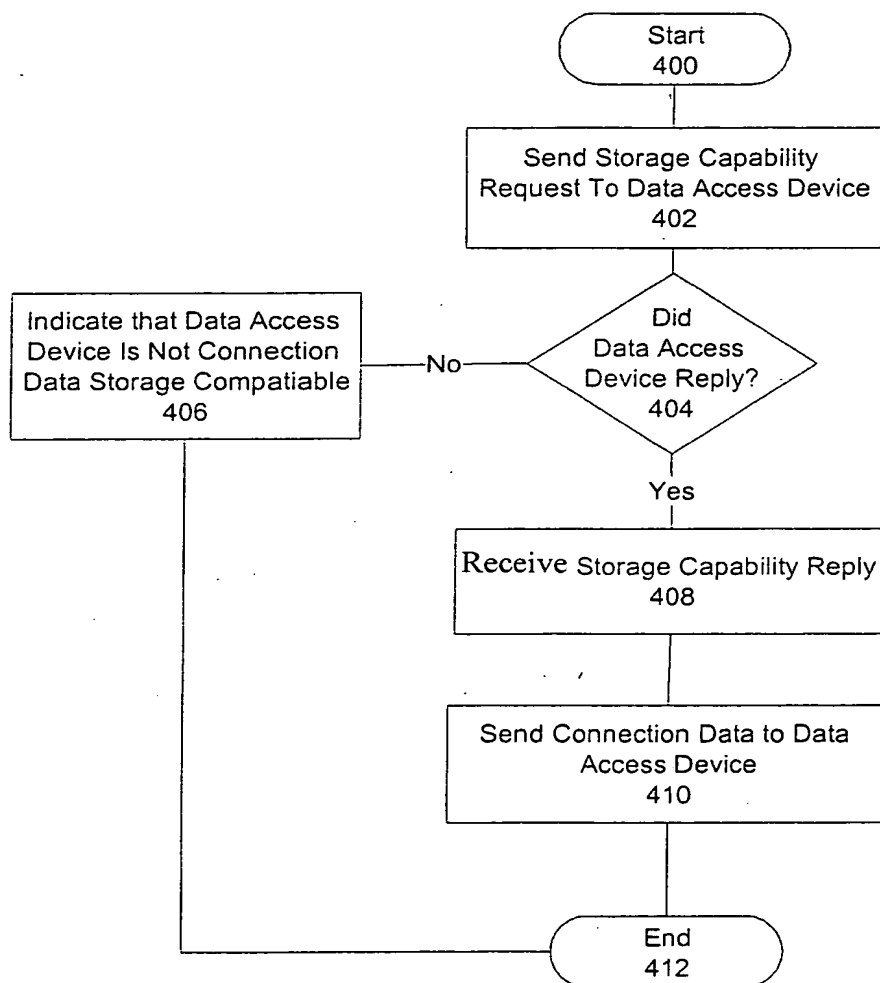 Start
400
Send Storage Capability
Request To Data Access Device
402
Did
Data Access
Device Reply?
404
No
Indicate that Data Access
Device Is Not Connection
Data Storage Compatiable
406
Yes
Receive Storage Capability Reply
408
Send Connection Data to Data
Access Device
410
End
412